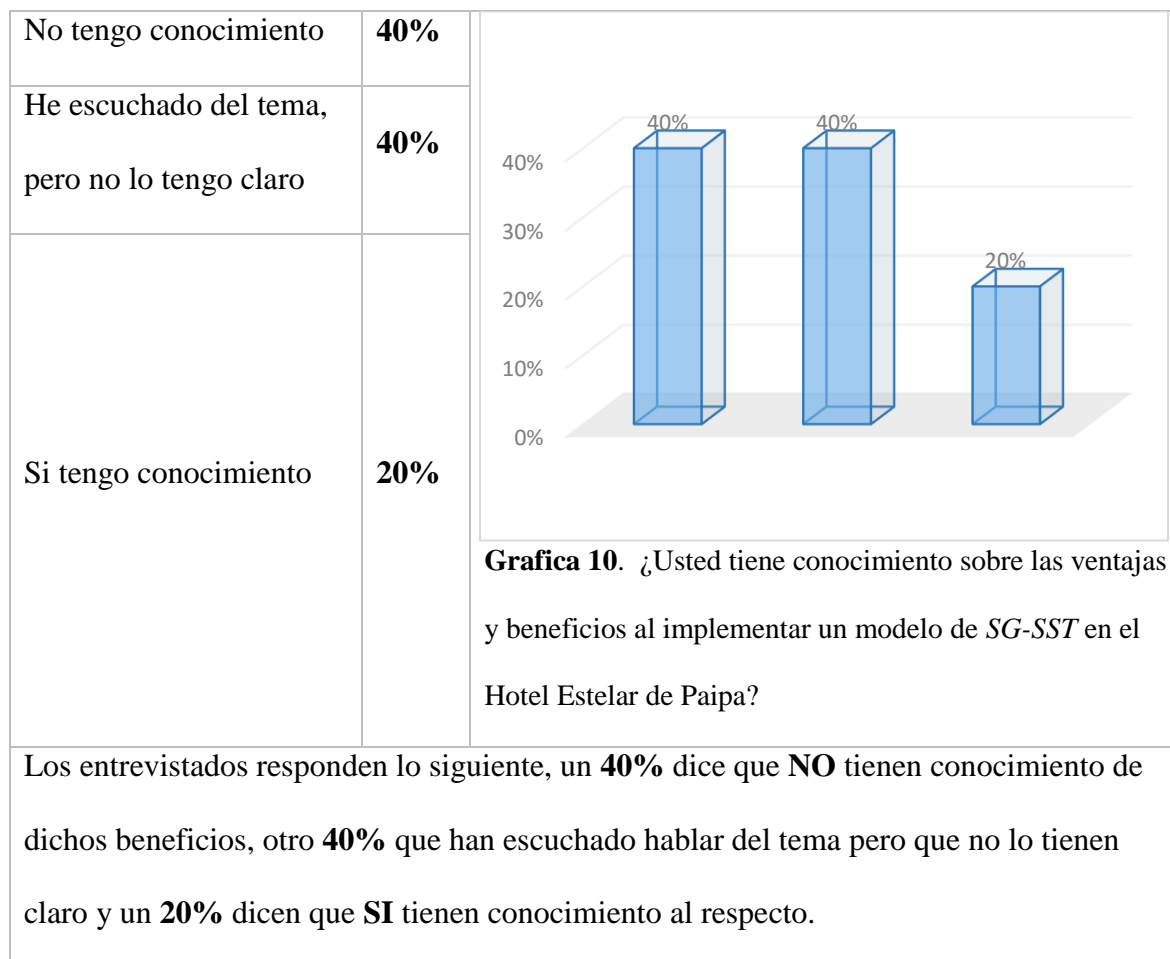 No tengo conocimiento
40%
He escuchado del tema,
pero no lo tengo claro
40%
Si tengo conocimiento
20%
40%
40%
20%
40%
30%
20%
10%
0%
Grafica 10. ¿Usted tiene conocimiento sobre las ventajas
y beneficios al implementar un modelo de SG-SST en el
Hotel Estelar de Paipa?
Los entrevistados responden lo siguiente, un 40% dice que NO tienen conocimiento de
dichos beneficios, otro 40% que han escuchado hablar del tema pero que no lo tienen
claro y un 20% dicen que SI tienen conocimiento al respecto.